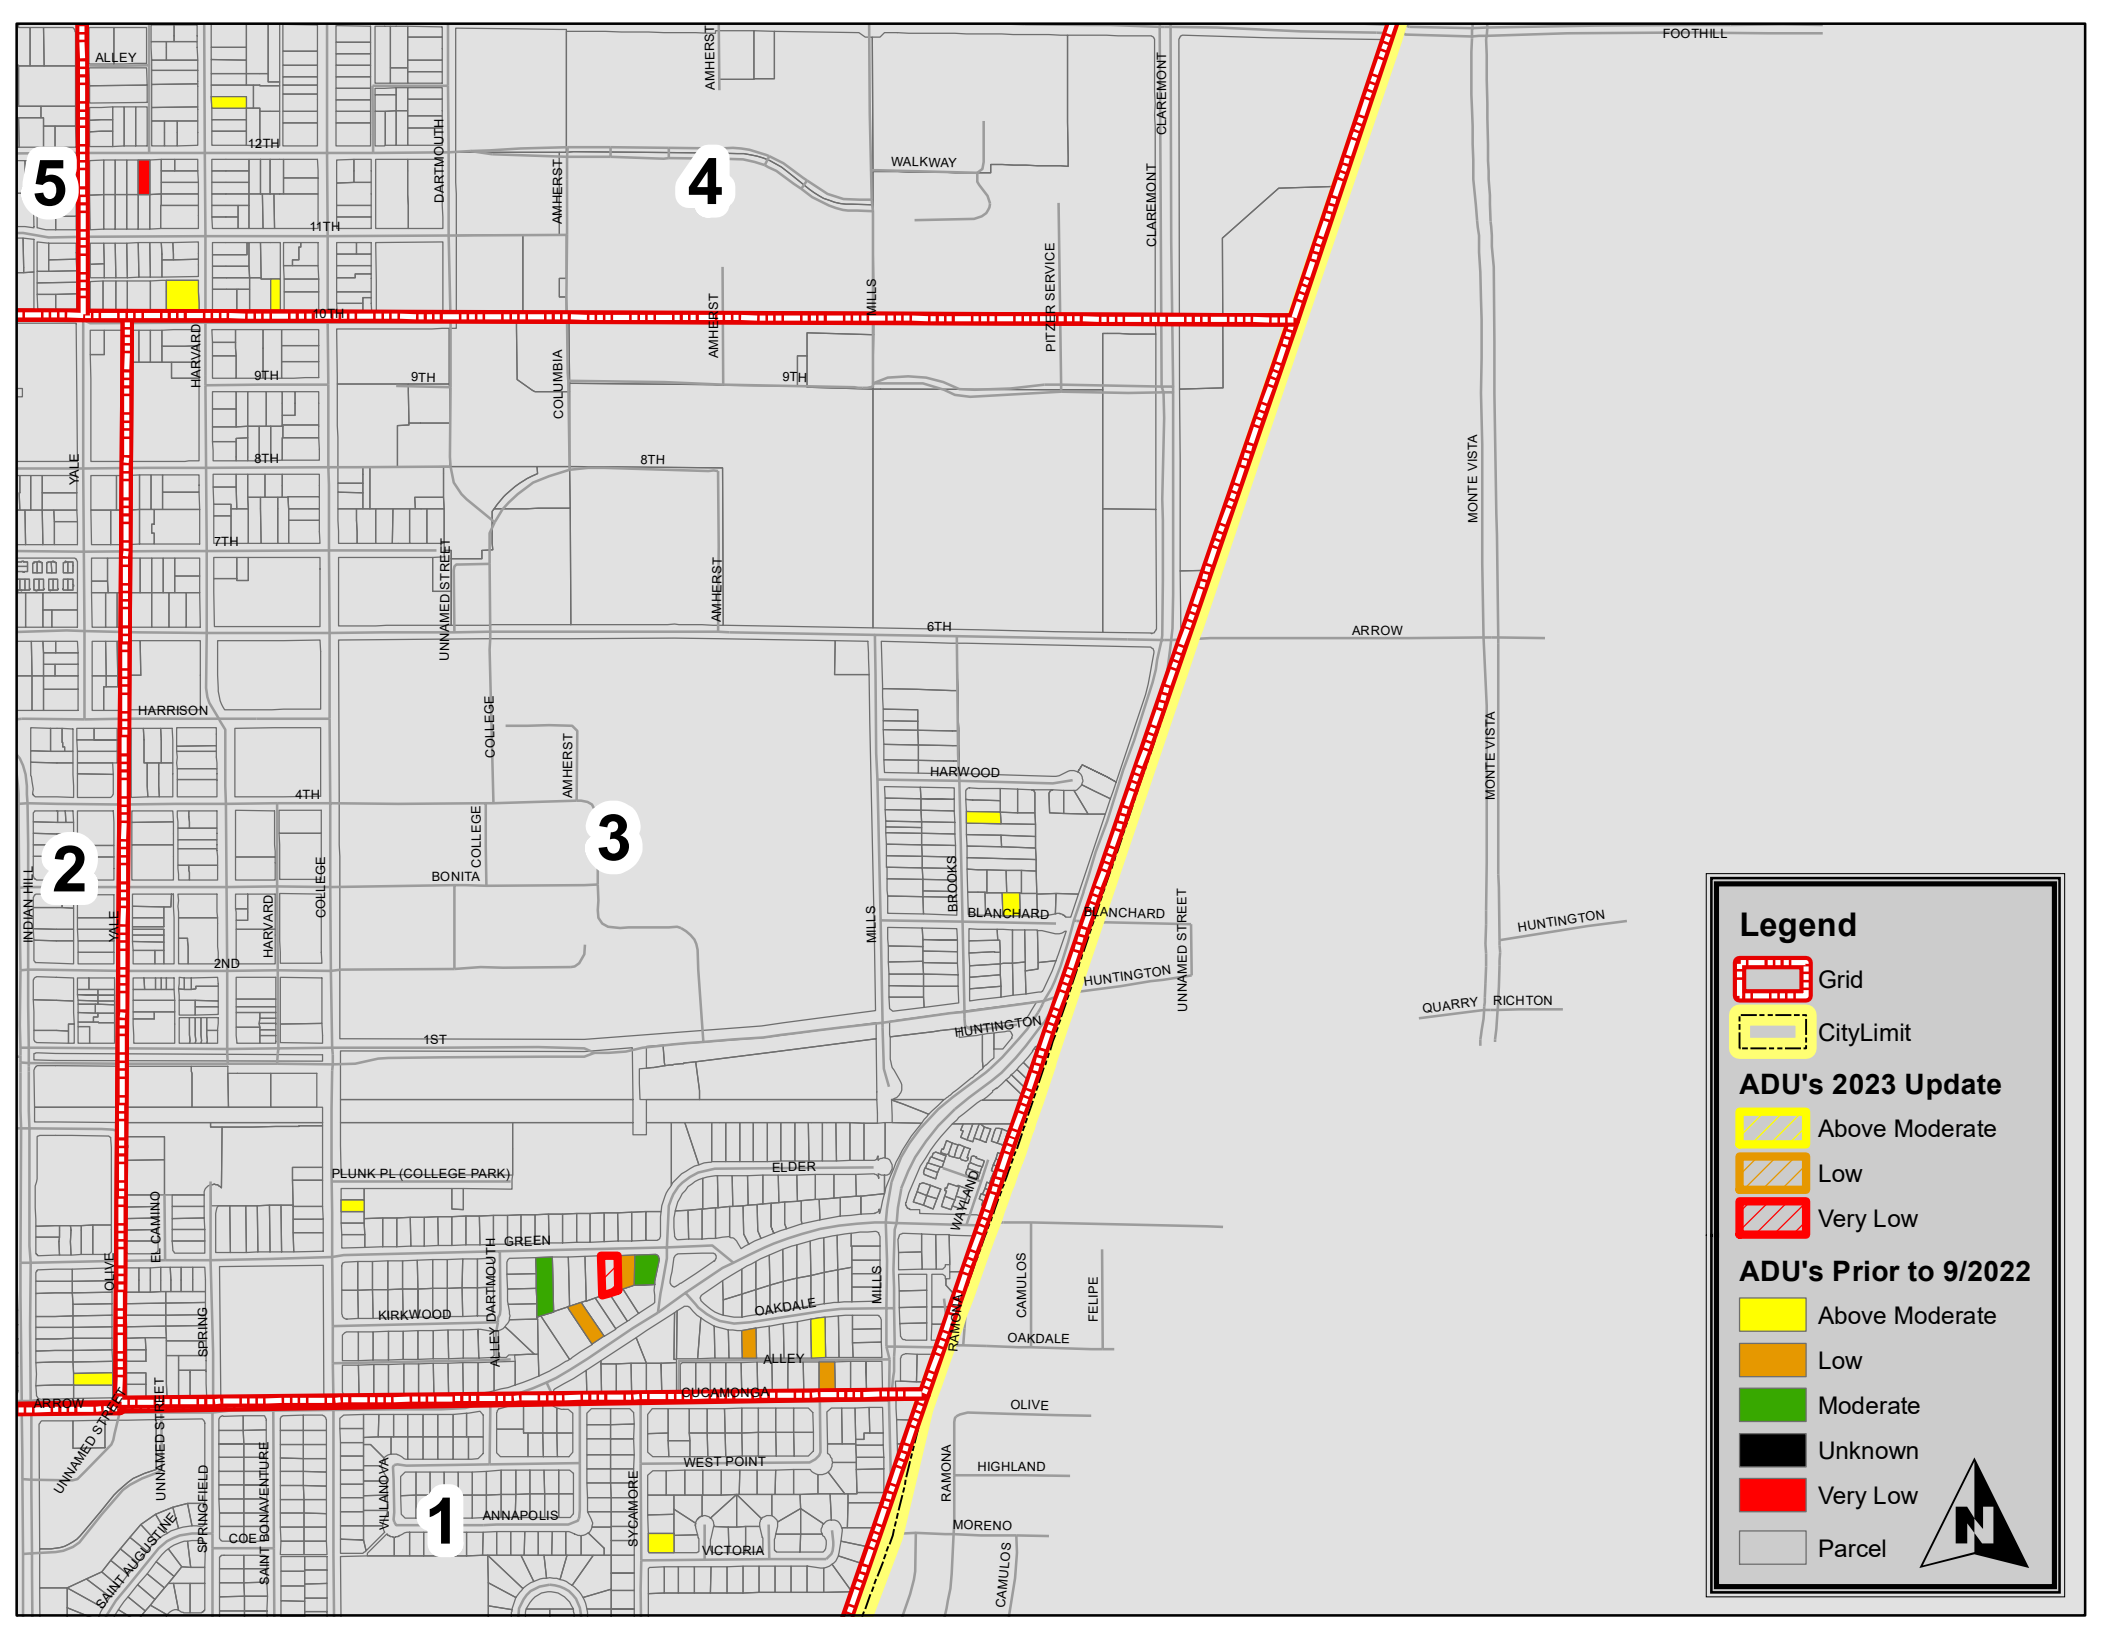 FOOTHILL
ALLEY
AMHERST
CLAREMONT
12TH
DARTMOUTH
WALKWAY
5
4
AMHERST
CLAREMONT
11TH
PITZER SERVICE
MILLS
10TH
AMHERST
HARVARD
COLUMBIA
9TH
9TH
9TH
YALE
8TH
8TH
MONTE VISTA
7TH
UNNAMED STREET
AMHERST
6TH
ARROW
HARRISON
COLLEGE
AMHERST
MONTE VISTA
HARWOOD
4TH
COLLEGE
3
2
INDIAN HILL
YALE
COLLEGE
BONITA
BROOKS
HARVARD
MILLS
BLANCHARD
BLANCHARD
UNNAMED STREET
HUNTINGTON
2ND
HUNTINGTON
QUARRY
RICHTON
HUNTINGTON
1ST
PLUNK PL (COLLEGE PARK)
ELDER
WAYLAND
EL CAMINO
GREEN
OLIVE
ALLEY DARTMOUTH
MILLS
CAMULOS
FELIPE
KIRKWOOD
OAKDALE
SPRING
RAMONA
OAKDALE
ALLEY
CUCAMONGA
ARROW
UNNAMED STREET
UNNAMED STREET
OLIVE
WEST POINT
HIGHLAND
RAMONA
SAINT BONAVENTURE
VILLANOVA
SYCAMORE
SPRINGFIELD
1
ANNAPOLIS
MORENO
COE
VICTORIA
SAINT AUGUSTINE
CAMULOS
Legend
Grid
CityLimit
ADU's 2023 Update
Above Moderate
Low
Very Low
ADU's Prior to 9/2022
Above Moderate
Low
Moderate
Unknown
Very Low
Parcel
N